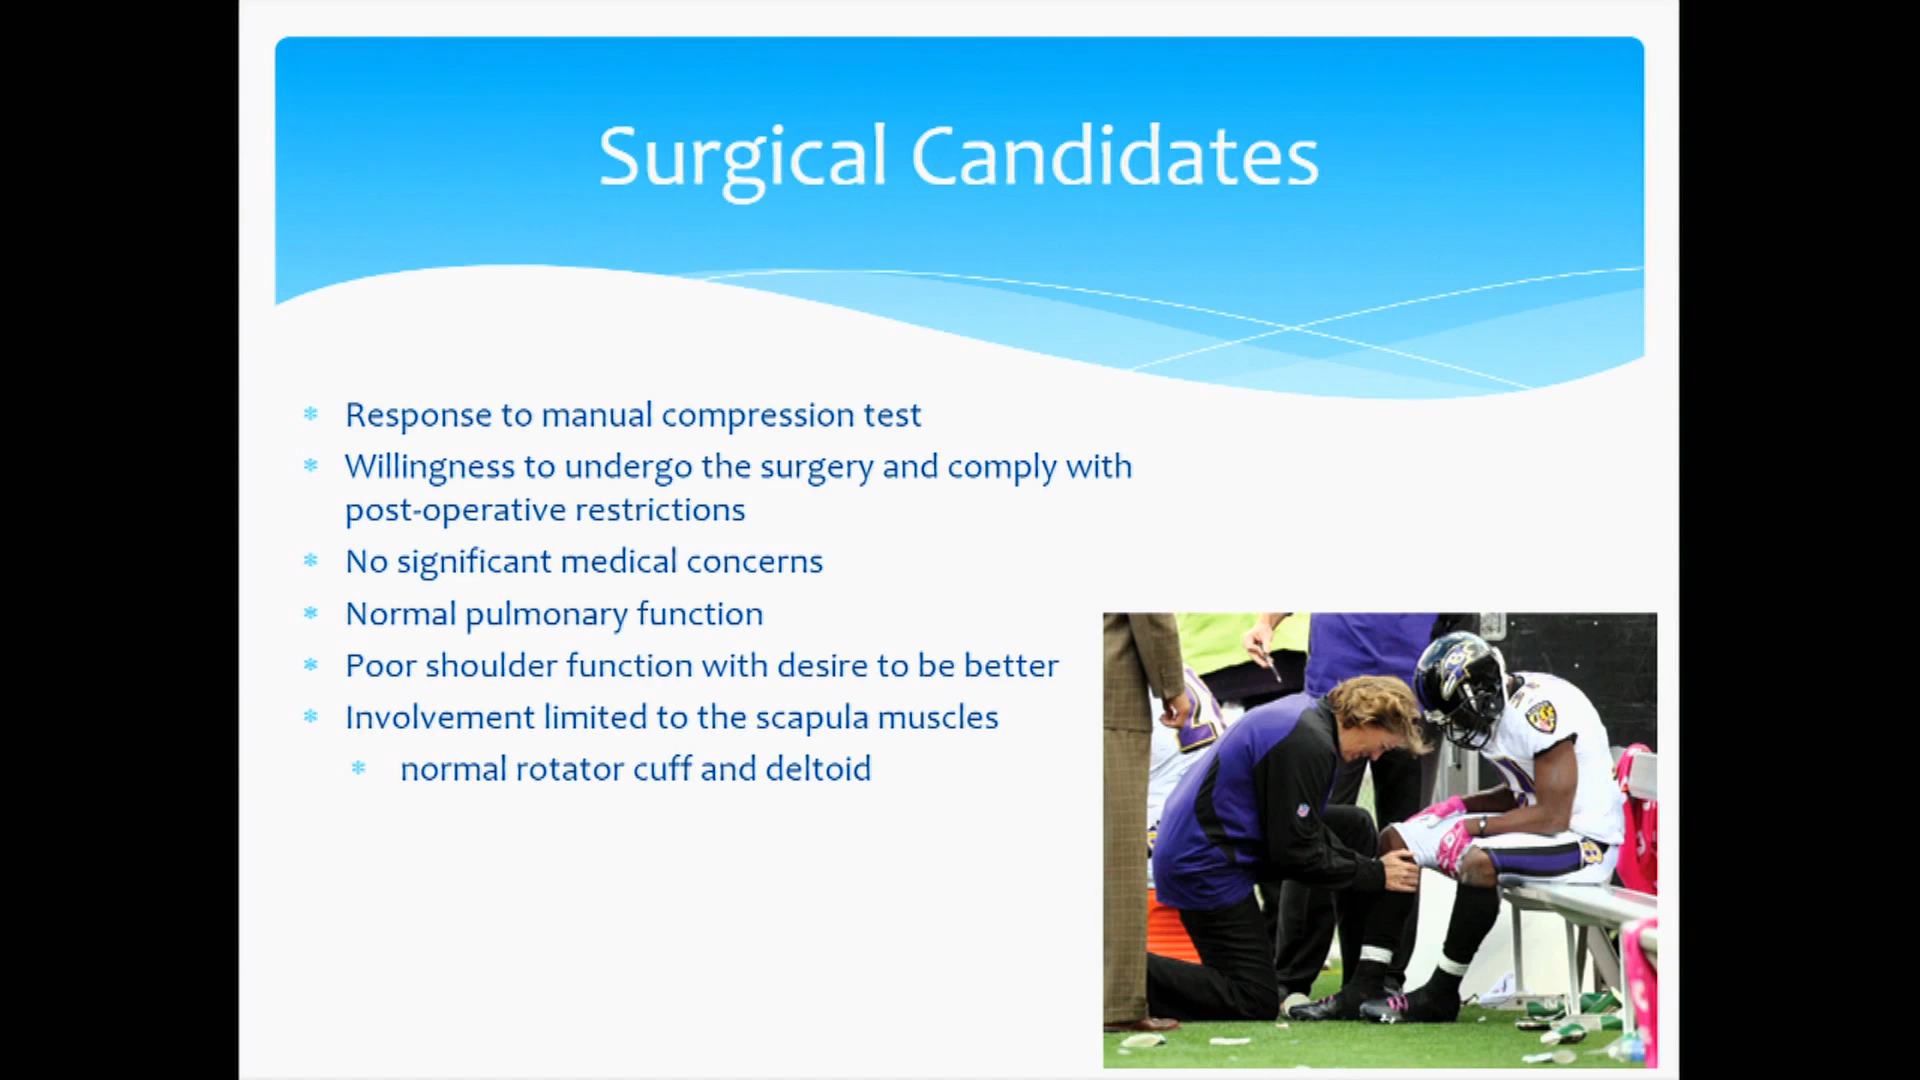 Surgical Candidates
Response to manual compression test
Willingness to undergo the surgery and comply with
post-operative restrictions
No significant medical concerns
Normal pulmonary function
Poor shoulder function with desire to be better
Involvement limited to the scapula muscles
normal rotator cuff and deltoid